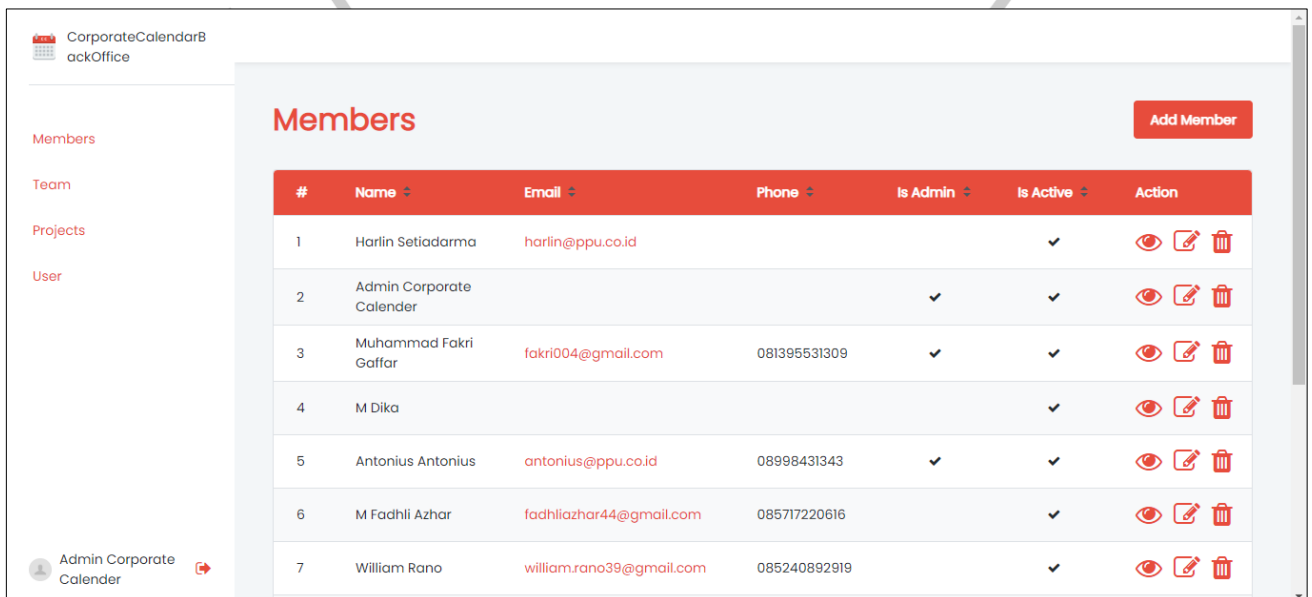 CorporateCalendarB
ackOffice
Members
Team
Projects
User
Admin Corporate
Calender
Members
Add Member
# Name Email Phone Is Admin Is Active Action
1 Harlin Setiadarma harlin@ppu.co.id
2 Admin Corporate
Calender
3 Muhammad Fakri
Gaffar fakri004@gmail.com 081395531309
4 M Dika
5 Antonius Antonius antonius@ppu.co.id 08998431343
6 M Fadhli Azhar fadhliazhar44@gmail.com 085717220616
7 William Rano william.rano39@gmail.com 085240892919